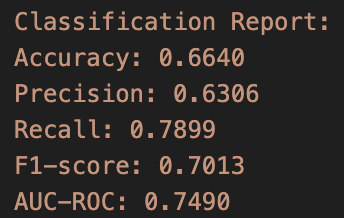 Classification Report:
Accuracy: 0.6640
Precision: 0.6306
Recall: 0.7899
F1-score: 0.7013
AUC-ROC: 0.7490